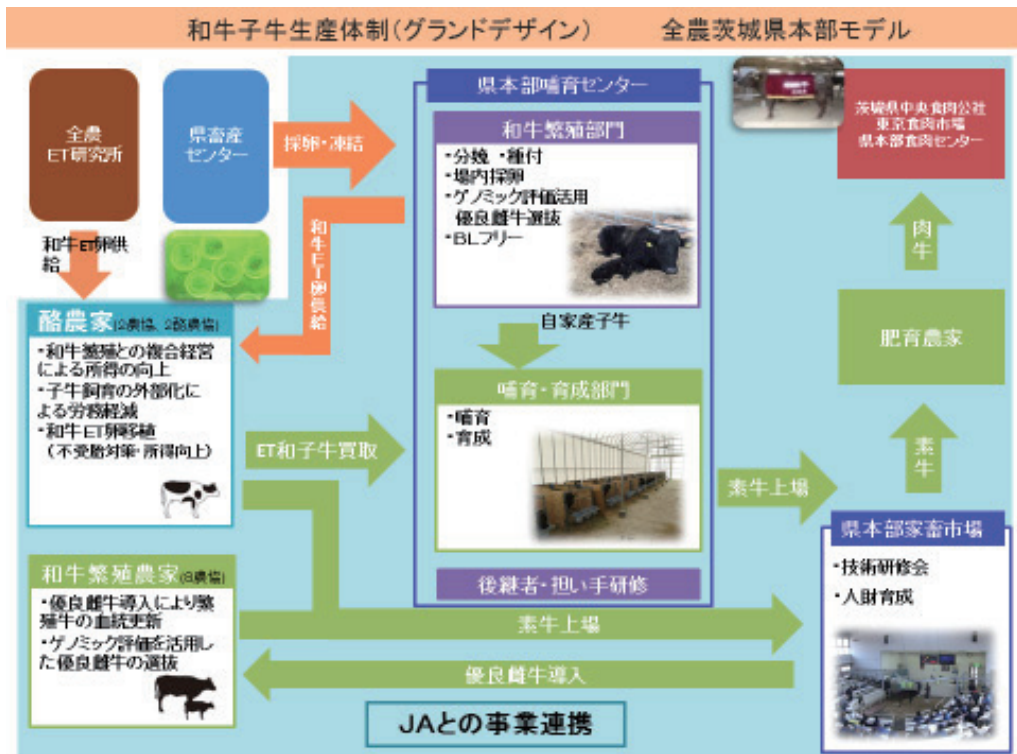 和牛子牛生産体制(グランドデザイン)　全農茨城県本部モデル
全農
ET研究所
県畜産
センター
採卵・凍結
和牛ET卵供
給
和牛ET卵供給
県本部哺育センター
和牛繁殖部門
・分娩 ・種付
・場内採卵
・ゲノミック評価活用
優良雌牛選抜
・BLフリー
自家産子牛
哺育・育成部門
・哺育
・育成
後継者・担い手研修
酪農家(2農協、2酪農協)
・和牛繁殖との複合経営
による所得の向上
・子牛飼育の外部化に
よる労務軽減
・和牛ET卵移植
(不受胎対策・所得向上)
ET和子牛買取
和牛繁殖農家(8農協)
・優良雌牛導入により繁
殖牛の血統更新
・ゲノミック評価を活用し
た優良雌牛の選抜
素牛上場
優良雌牛導入
JAとの事業連携
素牛上場
県本部家畜市場
・技術研修会
・人財育成
素牛
肥育農家
肉牛
茨城県中央食肉公社
東京食肉市場
県本部食肉センター